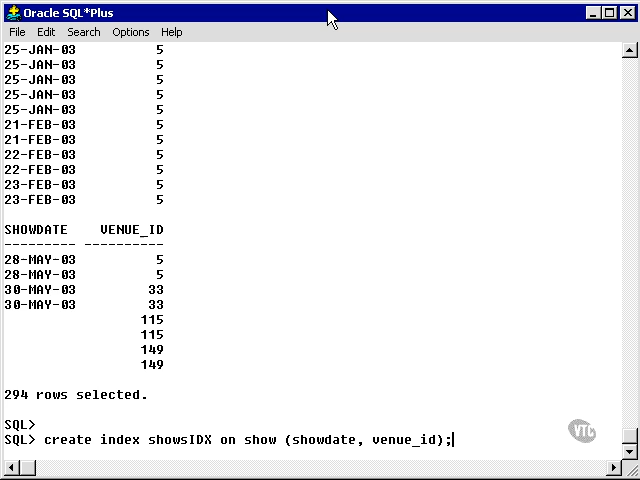 Oracle SQL*Plus
File Edit Search Options Help
25-JAN-03 5
25-JAN-03 5
25-JAN-03 5
25-JAN-03 5
25-JAN-03 5
21-FEB-03 5
21-FEB-03 5
22-FEB-03 5
22-FEB-03 5
23-FEB-03 5
23-FEB-03 5
SHOWDATE VENUE_ID
--------- ----------
28-MAY-03 5
28-MAY-03 5
30-MAY-03 33
30-MAY-03 33
115
115
149
149
294 rows selected.
SQL>
SQL> create index showsIDX on show (showdate, venue_id);
VTC